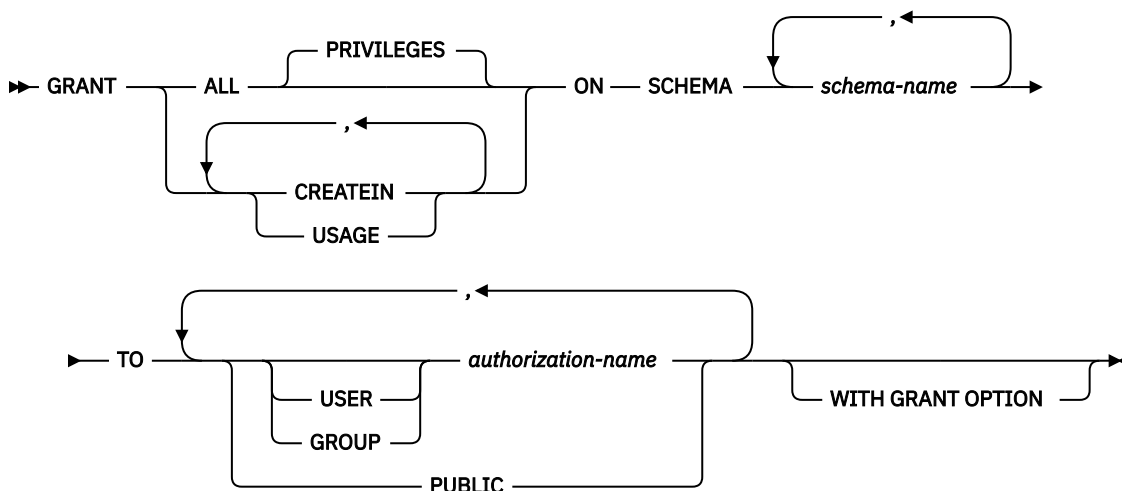 ,
PRIVILEGES
GRANT ALL ON SCHEMA schema-name
,
CREATEIN
USAGE
,
TO authorization-name
USER WITH GRANT OPTION
GROUP
PUBLIC